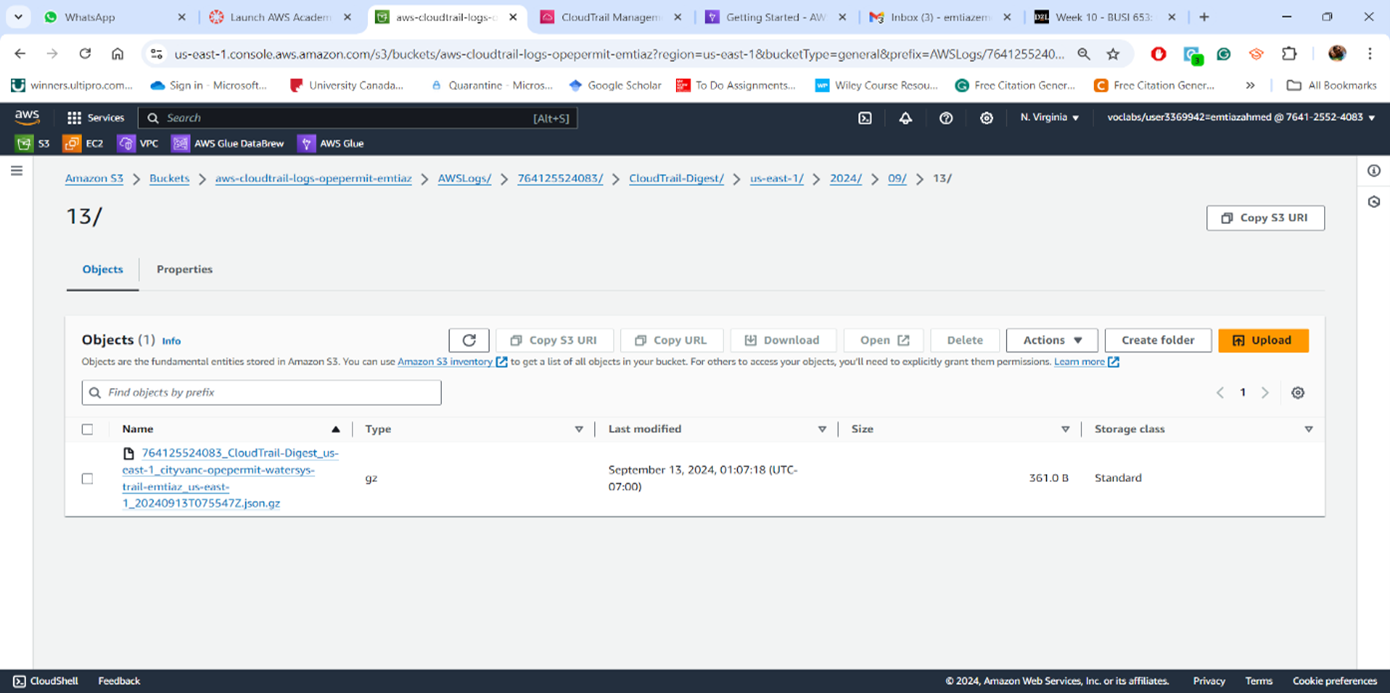 WhatsApp
Launch AWS Academ
aws-cloudtrail-logs-o
CloudTrail Managem
Getting Started - AW
Inbox (3) - emtiazem
Week 10 - BUSI 653:
us-east-1.console.aws.amazon.com/s3/buckets/aws-cloudtrail-logs-opepermit-emtiaz?region=us-east-1&bucketType=general&prefix=AWSLogs/7641255240...
winners.ultipro.com...
Sign in - Microsoft...
University Canada...
Quarantine - Micros...
Google Scholar
To Do Assignments...
Wiley Course Resou...
Free Citation Gener...
Free Citation Gener...
All Bookmarks
aws
Services
Search
[Alt+S]
N. Virginia
voclabs/user3369942=emtiazahmed @ 7641-2552-4083
S3
EC2
VPC
AWS Glue DataBrew
AWS Glue
Amazon S3 > Buckets > aws-cloudtrail-logs-opepermit-emtiaz > AWSLogs/ > 764125524083/ > CloudTrail-Digest/ > us-east-1/ > 2024/ > 09/ > 13/
13/
Copy S3 URI
Objects
Properties
Objects (1) Info
Copy S3 URI
Copy URL
Download
Open
Delete
Actions
Create folder
Upload
Objects are the fundamental entities stored in Amazon S3. You can use Amazon S3 inventory to get a list of all objects in your bucket. For others to access your objects, you'll need to explicitly grant them permissions. Learn more
Find objects by prefix
1
Name
Type
Last modified
Size
Storage class
764125524083_CloudTrail-Digest_us-
east-1_cityvanc-opepermit-watersys-
trail-emtiaz_us-east-
1_20240913T075547Z.json.gz
gz
September 13, 2024, 01:07:18 (UTC-
07:00)
361.0 B
Standard
CloudShell
Feedback
© 2024, Amazon Web Services, Inc. or its affiliates.
Privacy
Terms
Cookie preferences